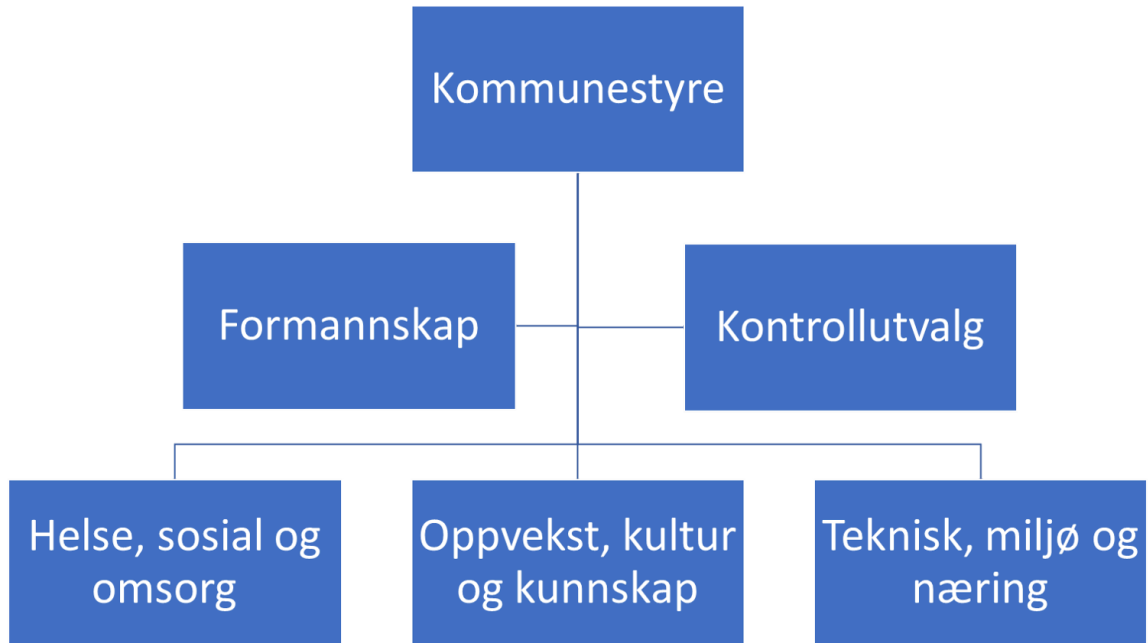 Kommunestyre
Formannskap
Kontrollutvalg
Helse, sosial og
omsorg
Oppvekst, kultur
og kunnskap
Teknisk, miljø og
næring